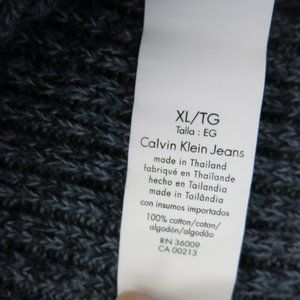 XL/TG
Talla : EG
Calvin Klein Jeans
made in Thailand
fabriqué en Thaïlande
hecho en Tailandia
made in Tailãndia
con insumos importados
100% cotton/coton/
algodón/algodão
RN 36009
CA 00213